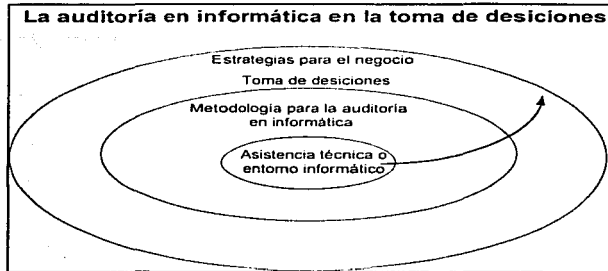 La auditoría en informática en la toma de desiciones
Estrategias para el negocio
Toma de desiciones
Metodología para la auditoría
en informática
Asistencia técnica o
entorno informático